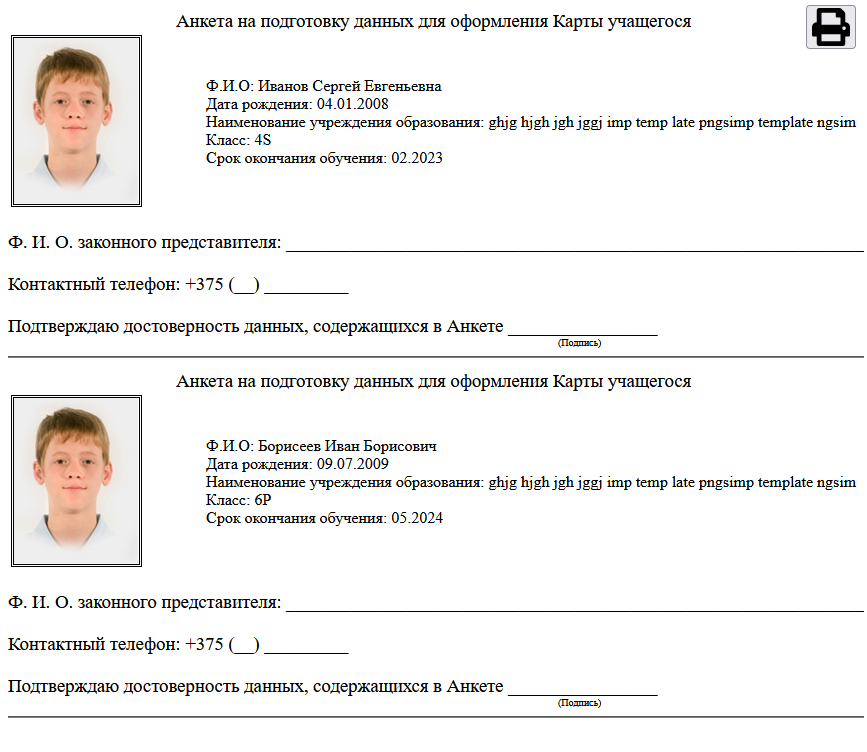 Анкета на подготовку данных для оформления Карты учащегося
Ф.И.О: Иванов Сергей Евгеньевна
Дата рождения: 04.01.2008
Наименование учреждения образования: ghjg hjgh jgh jggj imp temp late pngsimp template ngsim
Класс: 4S
Срок окончания обучения: 02.2023
Ф. И. О. законного представителя: ________________________________________________________________
Контактный телефон: +375 (__) _________
Подтверждаю достоверность данных, содержащихся в Анкете ________________
(Подпись)
Анкета на подготовку данных для оформления Карты учащегося
Ф.И.О: Борисеев Иван Борисович
Дата рождения: 09.07.2009
Наименование учреждения образования: ghjg hjgh jgh jggj imp temp late pngsimp template ngsim
Класс: 6Р
Срок окончания обучения: 05.2024
Ф. И. О. законного представителя: ________________________________________________________________
Контактный телефон: +375 (__) _________
Подтверждаю достоверность данных, содержащихся в Анкете ________________
(Подпись)